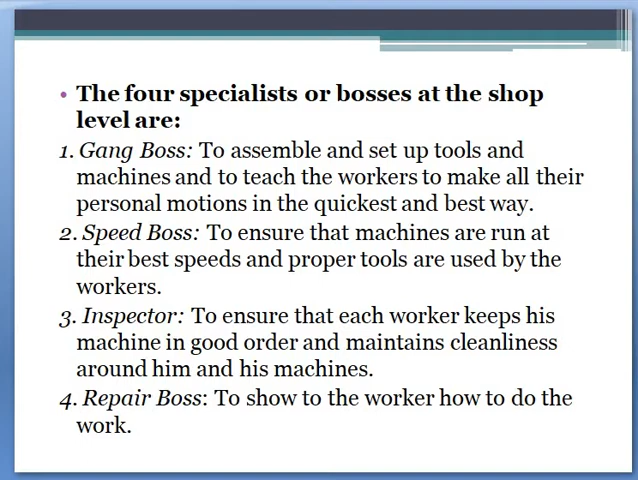 • The four specialists or bosses at the shop
level are:
1. Gang Boss: To assemble and set up tools and
machines and to teach the workers to make all their
personal motions in the quickest and best way.
2. Speed Boss: To ensure that machines are run at
their best speeds and proper tools are used by the
workers.
3. Inspector: To ensure that each worker keeps his
machine in good order and maintains cleanliness
around him and his machines.
4. Repair Boss: To show to the worker how to do the
work.